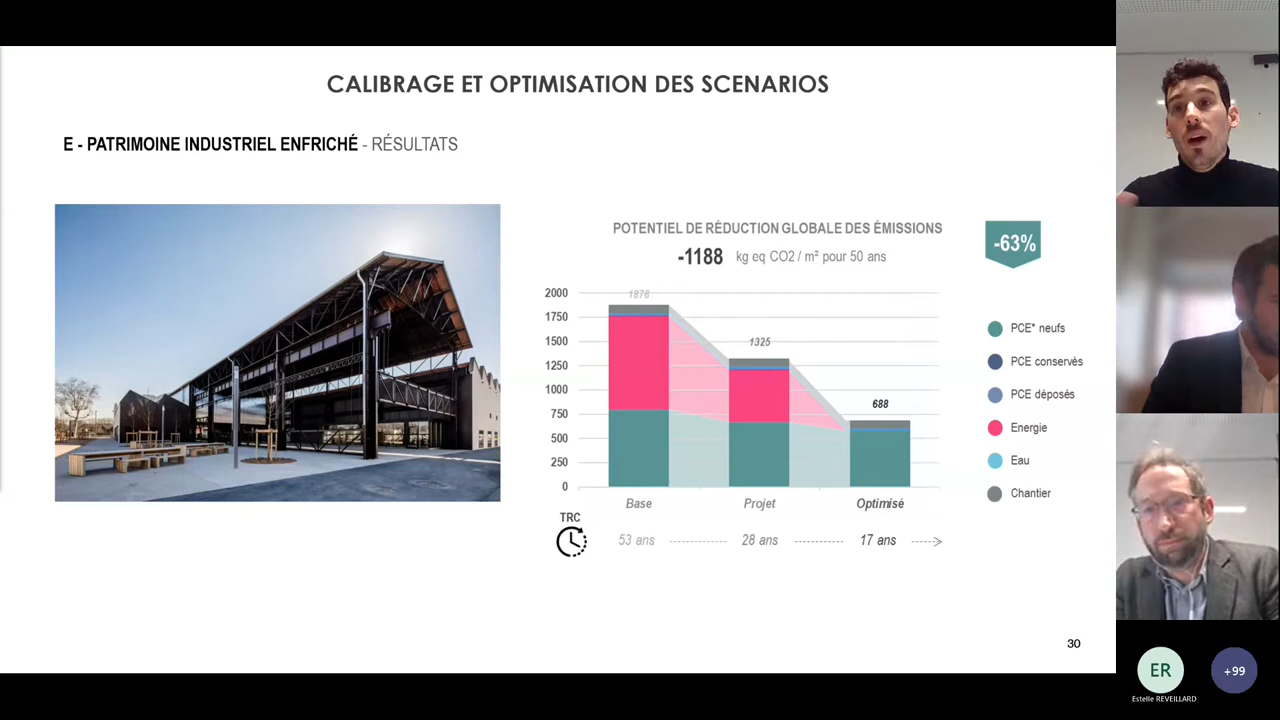 CALIBRAGE ET OPTIMISATION DES SCENARIOS
E - PATRIMOINE INDUSTRIEL ENFRICHÉ - RÉSULTATS
POTENTIEL DE RÉDUCTION GLOBALE DES ÉMISSIONS
-1188 kg eq CO2 / m² pour 50 ans
-63%
2000
1750
1500
1250
1000
750
500
250
0
1876
1325
688
Base
Projet
Optimisé
TRC
53 ans
28 ans
17 ans
PCE* neufs
PCE conservés
PCE déposés
Energie
Eau
Chantier
30
ER
Estelle REVEILLARD
+99